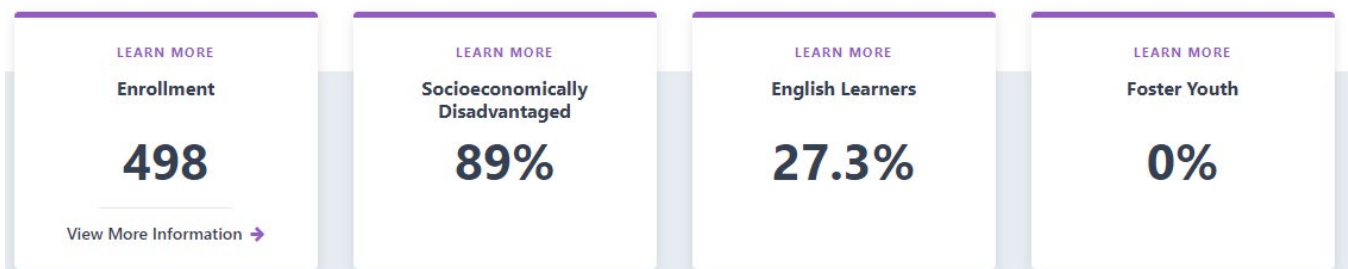 LEARN MORE
Enrollment
498
View More Information
LEARN MORE
Socioeconomically
Disadvantaged
89%
LEARN MORE
English Learners
27.3%
LEARN MORE
Foster Youth
0%